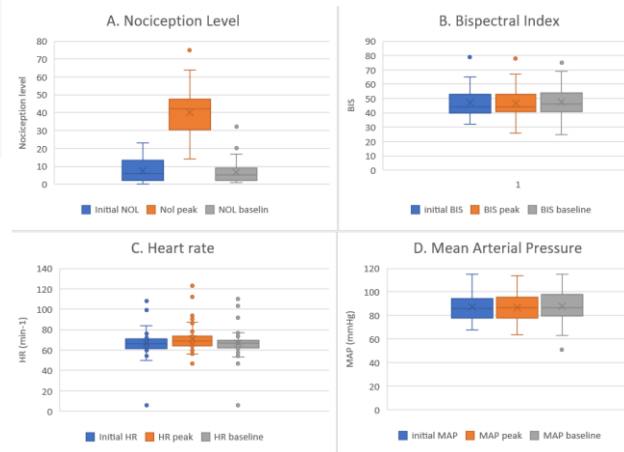 A. Nociception Level
80
70
60
50
40
30
20
10
0
Nociception level
Initial NOL Nol peak NOL baselin
B. Bispectral Index
90
80
70
60
50
40
30
20
10
0
BIS
1
initial BIS BIS peak BIS baseline
C. Heart rate
140
120
100
80
60
40
20
0
HR (min-1)
Initial HR HR peak HR baseline
D. Mean Arterial Pressure
120
100
80
60
40
20
0
MAP (mmHg)
initial MAP MAP peak MAP baseline